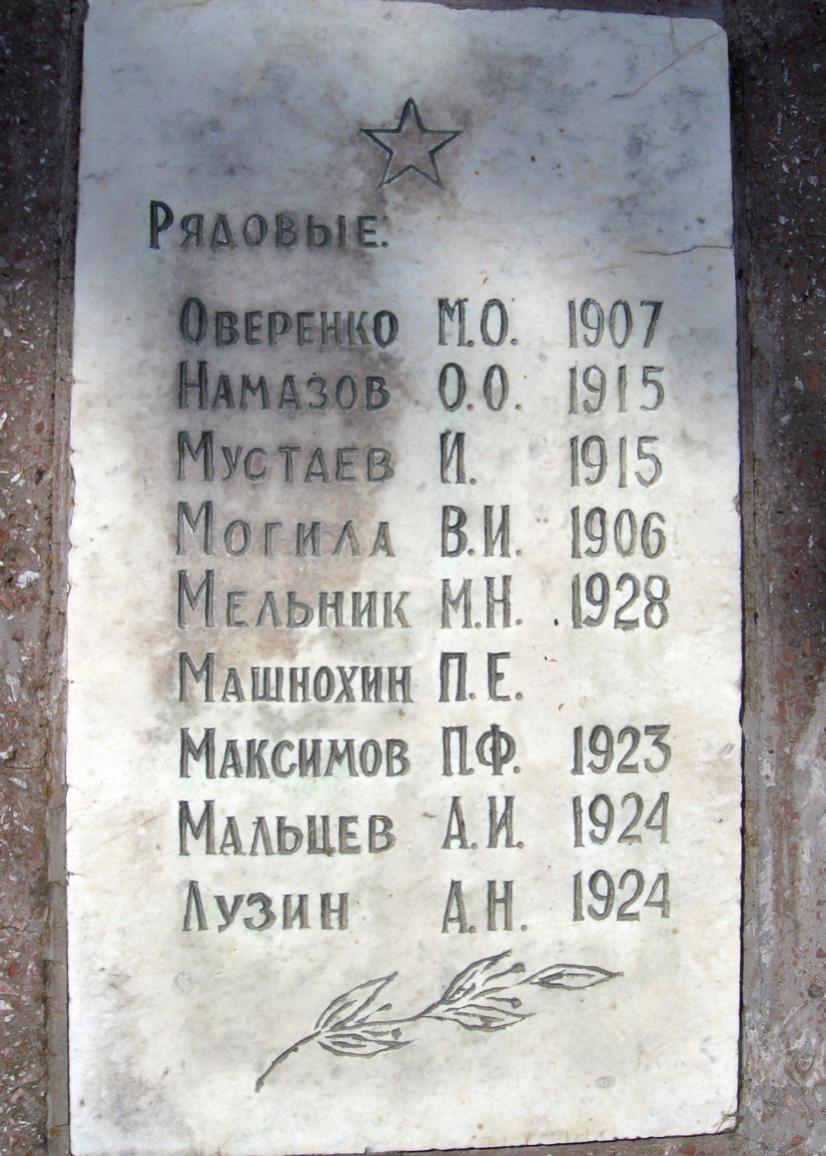 Рядовые:
Оверенко М.О. 1907
Намазов О.О. 1915
Мустаев И. 1915
Могила В.И. 1906
Мельник М.Н. 1928
Машнохин П.Е.
Максимов П.Ф. 1923
Мальцев А.И. 1924
Лузин А.Н. 1924